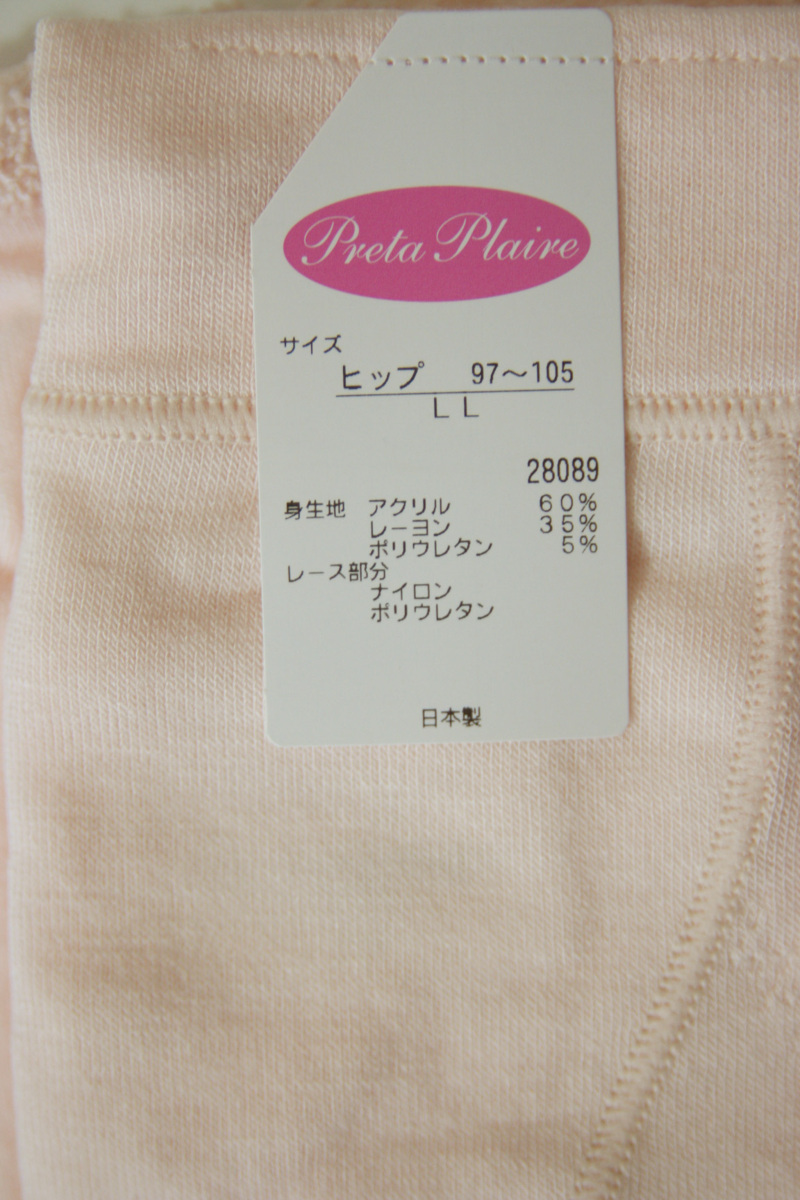 Preta Plaire
サイズ
ヒップ 97～105
LL
28089
身生地 アクリル 60%
レーヨン 35%
ポリウレタン 5%
レース部分
ナイロン
ポリウレタン
日本製